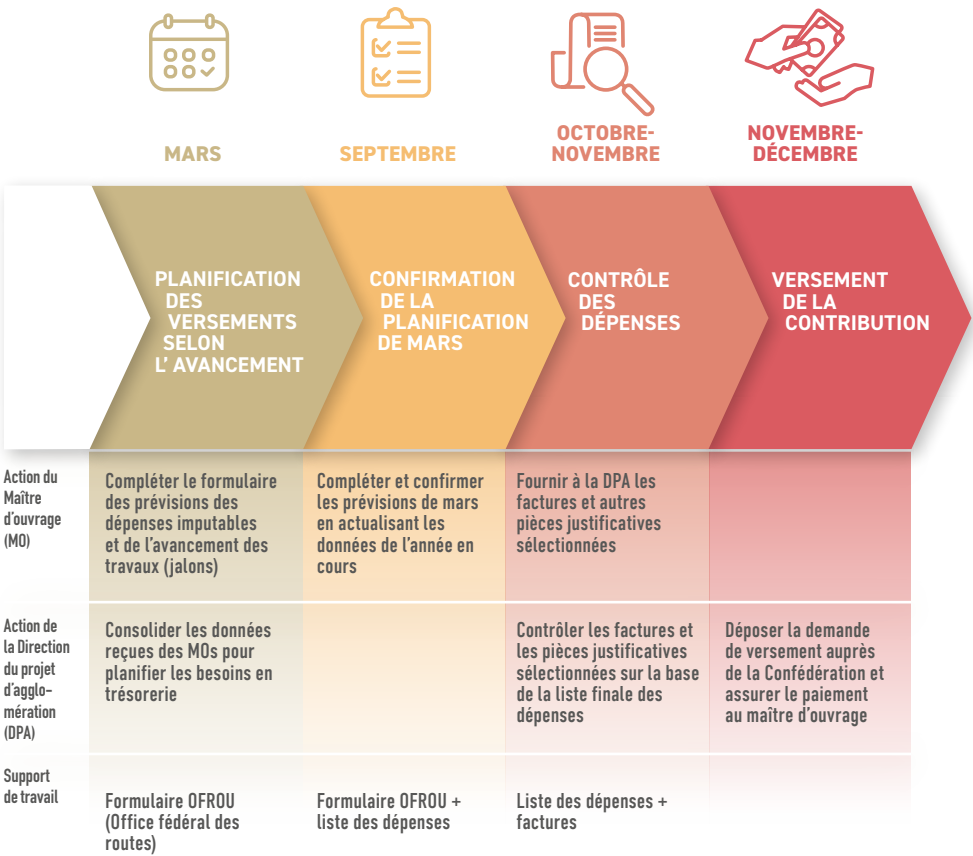 MARS
SEPTEMBRE
OCTOBRE-
NOVEMBRE
NOVEMBRE-
DÉCEMBRE
PLANIFICATION
DES
VERSEMENTS
SELON
L’ AVANCEMENT
CONFIRMATION
DE LA
PLANIFICATION
DE MARS
CONTRÔLE
DES
DÉPENSES
VERSEMENT
DE LA
CONTRIBUTION
Action du
Maître
d’ouvrage
(MO)
Compléter le formulaire
des prévisions des
dépenses imputables
et de l’avancement des
travaux (jalons)
Compléter et confirmer
les prévisions de mars
en actualisant les
données de l’année en
cours
Fournir à la DPA les
factures et autres
pièces justificatives
sélectionnées
Action de
la Direction
du projet
d’agglo-
mération
(DPA)
Consolider les données
reçues des MOs pour
planifier les besoins en
trésorerie
Contrôler les factures et
les pièces justificatives
sélectionnées sur la base
de la liste finale des
dépenses
Déposer la demande
de versement auprès
de la Confédération et
assurer le paiement
au maître d’ouvrage
Support
de travail
Formulaire OFROU
(Office fédéral des
routes)
Formulaire OFROU +
liste des dépenses
Liste des dépenses +
factures